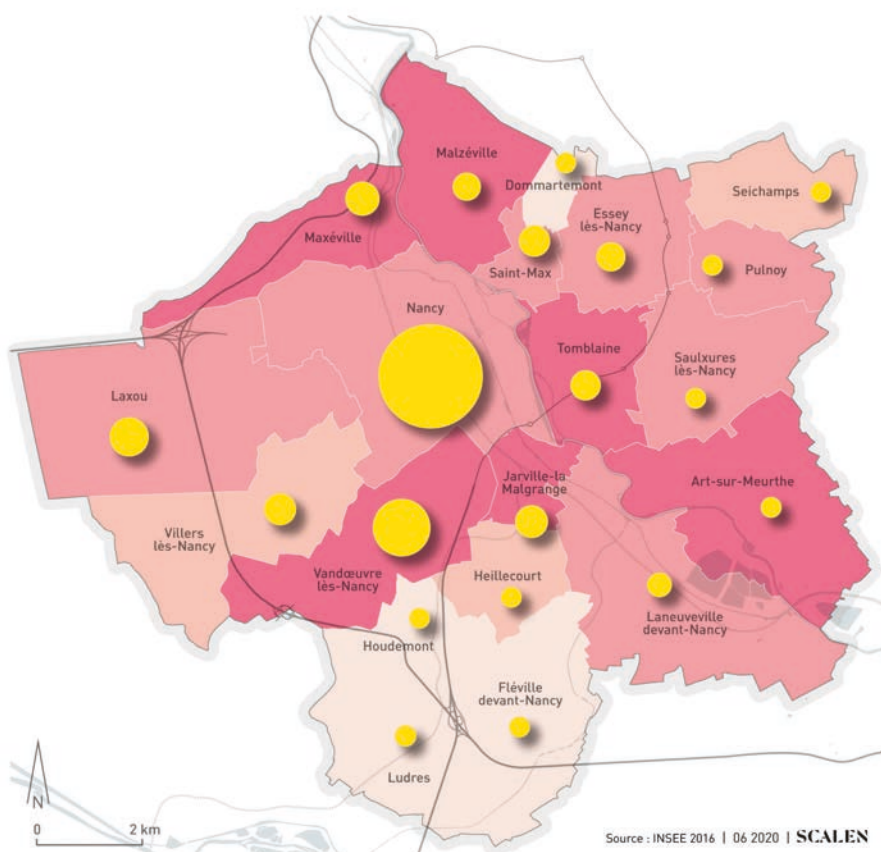 Malzéville
Dommartemont
Seichamps
Maxéville
Essey
lès-Nancy
Saint-Max
Pulnoy
Nancy
Tomblaine
Saulxures
lès-Nancy
Laxou
Jarville-la
Malgrange
Art-sur-Meurthe
Villers
lès-Nancy
Vandœuvre
lès-Nancy
Heillecourt
Laneuveville
devant-Nancy
Houdemont
Fléville
devant-Nancy
Ludres
N
0 2 km
Source : INSEE 2016 | 06 2020 | SCALEN